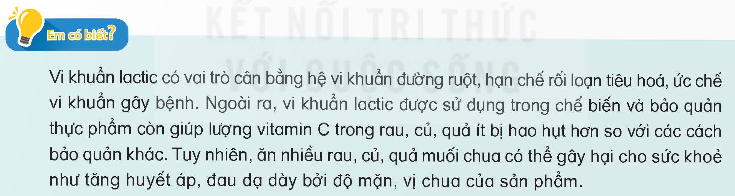 KẾT NỐI TRI THỨC
VỚI CUỘC SỐNG
Em có biết?
Vi khuẩn lactic có vai trò cân bằng hệ vi khuẩn đường ruột, hạn chế rối loạn tiêu hoá, ức chế
vi khuẩn gây bệnh. Ngoài ra, vi khuẩn lactic được sử dụng trong chế biến và bảo quản
thực phẩm còn giúp lượng vitamin C trong rau, củ, quả ít bị hao hụt hơn so với các cách
bảo quản khác. Tuy nhiên, ăn nhiều rau, củ, quả muối chua có thể gây hại cho sức khoẻ
như tăng huyết áp, đau dạ dày bởi độ mặn, vị chua của sản phẩm.